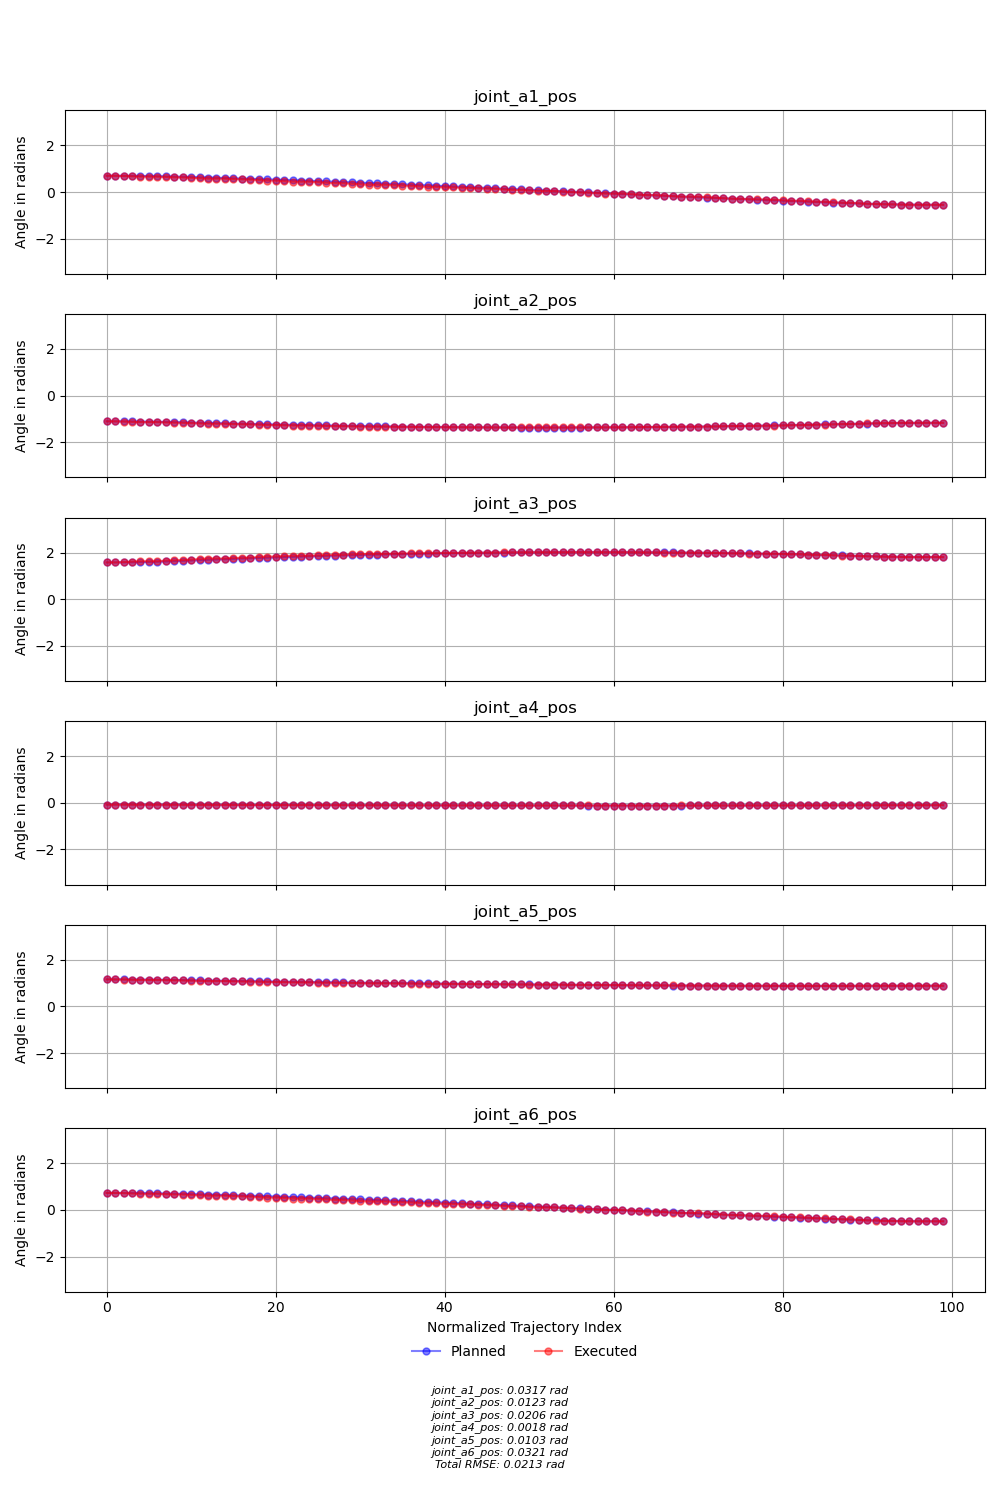 joint_a1_pos
Angle in radians
2
0
−2
joint_a2_pos
Angle in radians
2
0
−2
joint_a3_pos
Angle in radians
2
0
−2
joint_a4_pos
Angle in radians
2
0
−2
joint_a5_pos
Angle in radians
2
0
−2
joint_a6_pos
Angle in radians
2
0
−2
0 20 40 60 80 100
Normalized Trajectory Index
Planned Executed
joint_a1_pos: 0.0317 rad
joint_a2_pos: 0.0123 rad
joint_a3_pos: 0.0206 rad
joint_a4_pos: 0.0018 rad
joint_a5_pos: 0.0103 rad
joint_a6_pos: 0.0321 rad
Total RMSE: 0.0213 rad